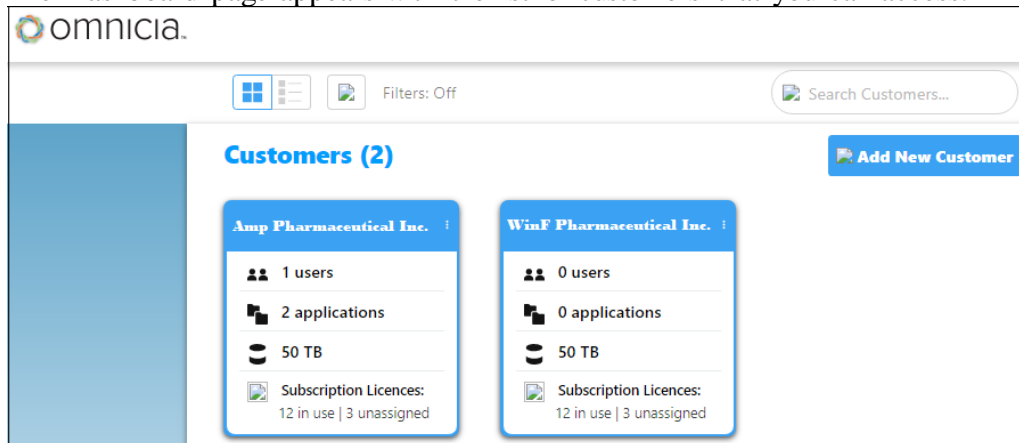 omnicia
Filters: Off
Search Customers...
Customers (2)
Add New Customer
Amp Pharmaceutical Inc.
WinF Pharmaceutical Inc.
1 users
0 users
2 applications
0 applications
50 TB
50 TB
Subscription Licences:
Subscription Licences:
12 in use | 3 unassigned
12 in use | 3 unassigned